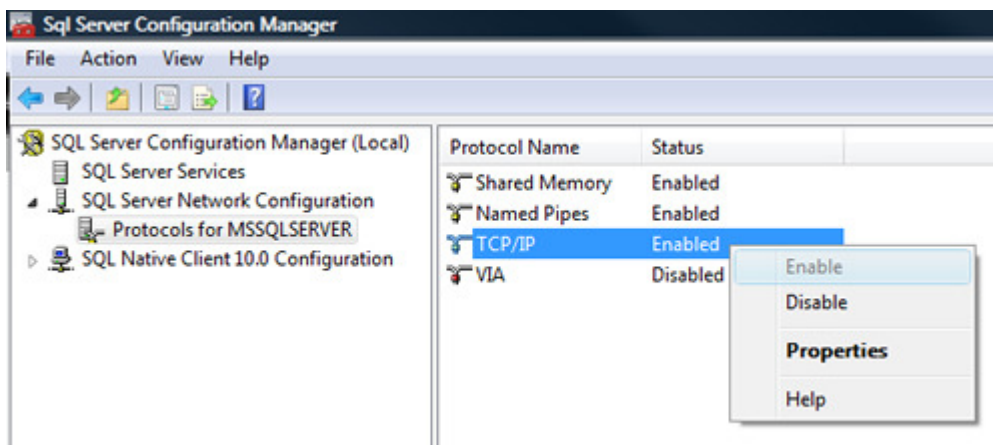 Sql Server Configuration Manager
File Action View Help
SQL Server Configuration Manager (Local)
SQL Server Services
SQL Server Network Configuration
Protocols for MSSQLSERVER
SQL Native Client 10.0 Configuration
Protocol Name Status
Shared Memory Enabled
Named Pipes Enabled
TCP/IP Enabled
VIA Disabled
Enable
Disable
Properties
Help